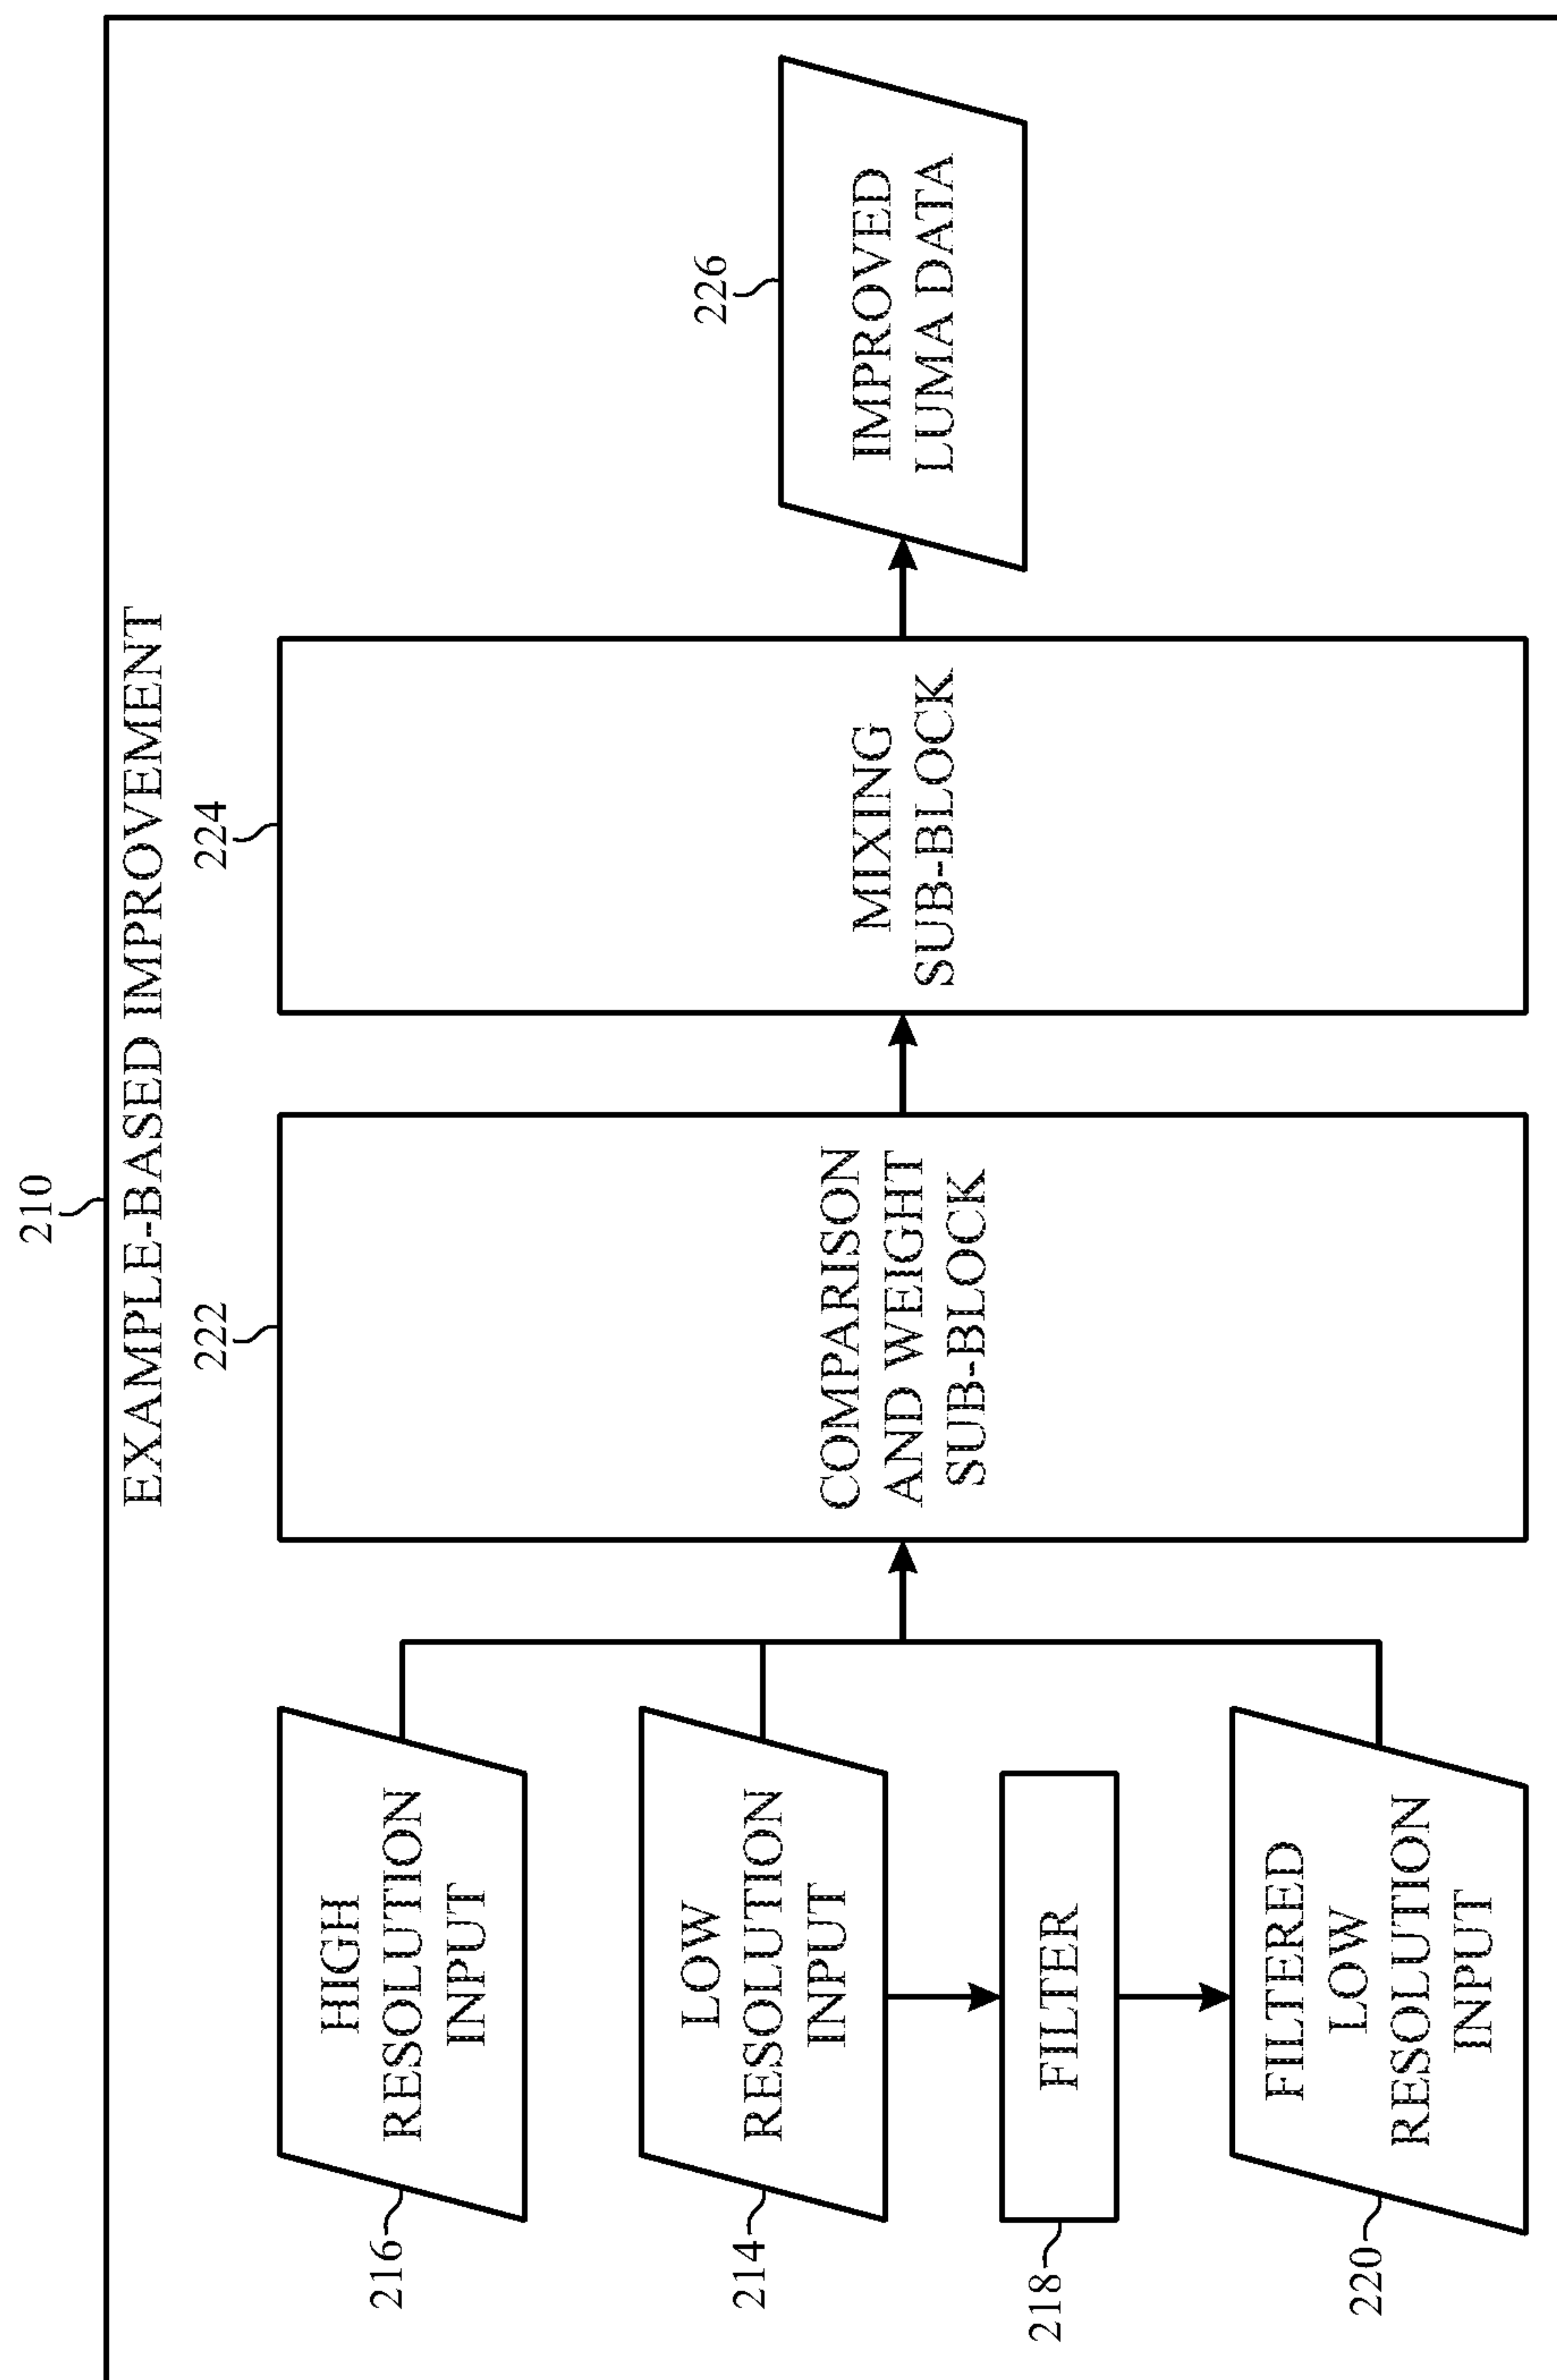 210
EXAMPLE-BASED IMPROVEMENT
216
HIGH
RESOLUTION
INPUT
214
LOW
RESOLUTION
INPUT
218
FILTER
220
FILTERED
LOW
RESOLUTION
INPUT
222
COMPARISON
AND WEIGHT
SUB-BLOCK
224
MIXING
SUB-BLOCK
226
IMPROVED
LUMA DATA